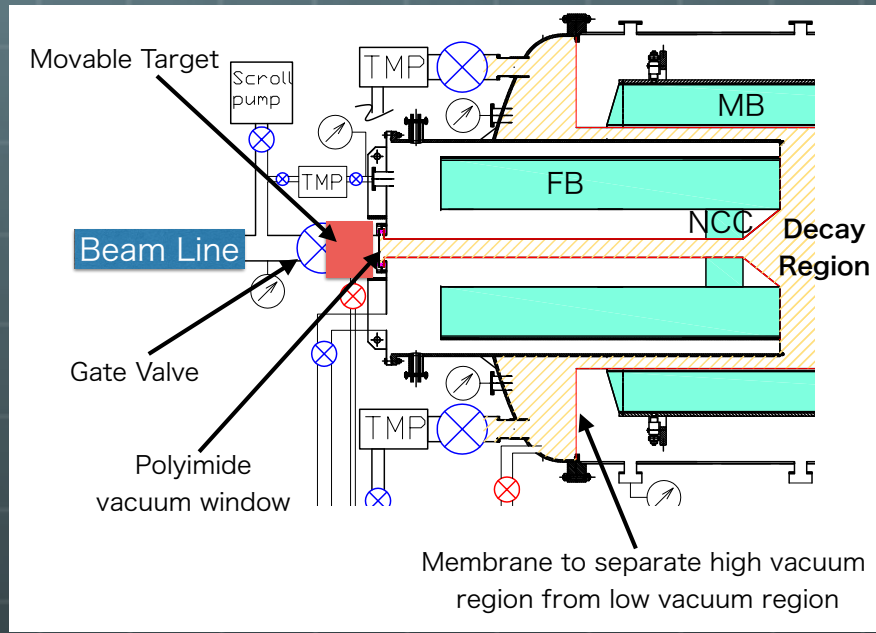 Movable Target
Scroll
pump
TMP
MB
TMP
FB
NCC
Beam Line
Decay
Region
Gate Valve
TMP
Polyimide
vacuum window
Membrane to separate high vacuum
region from low vacuum region